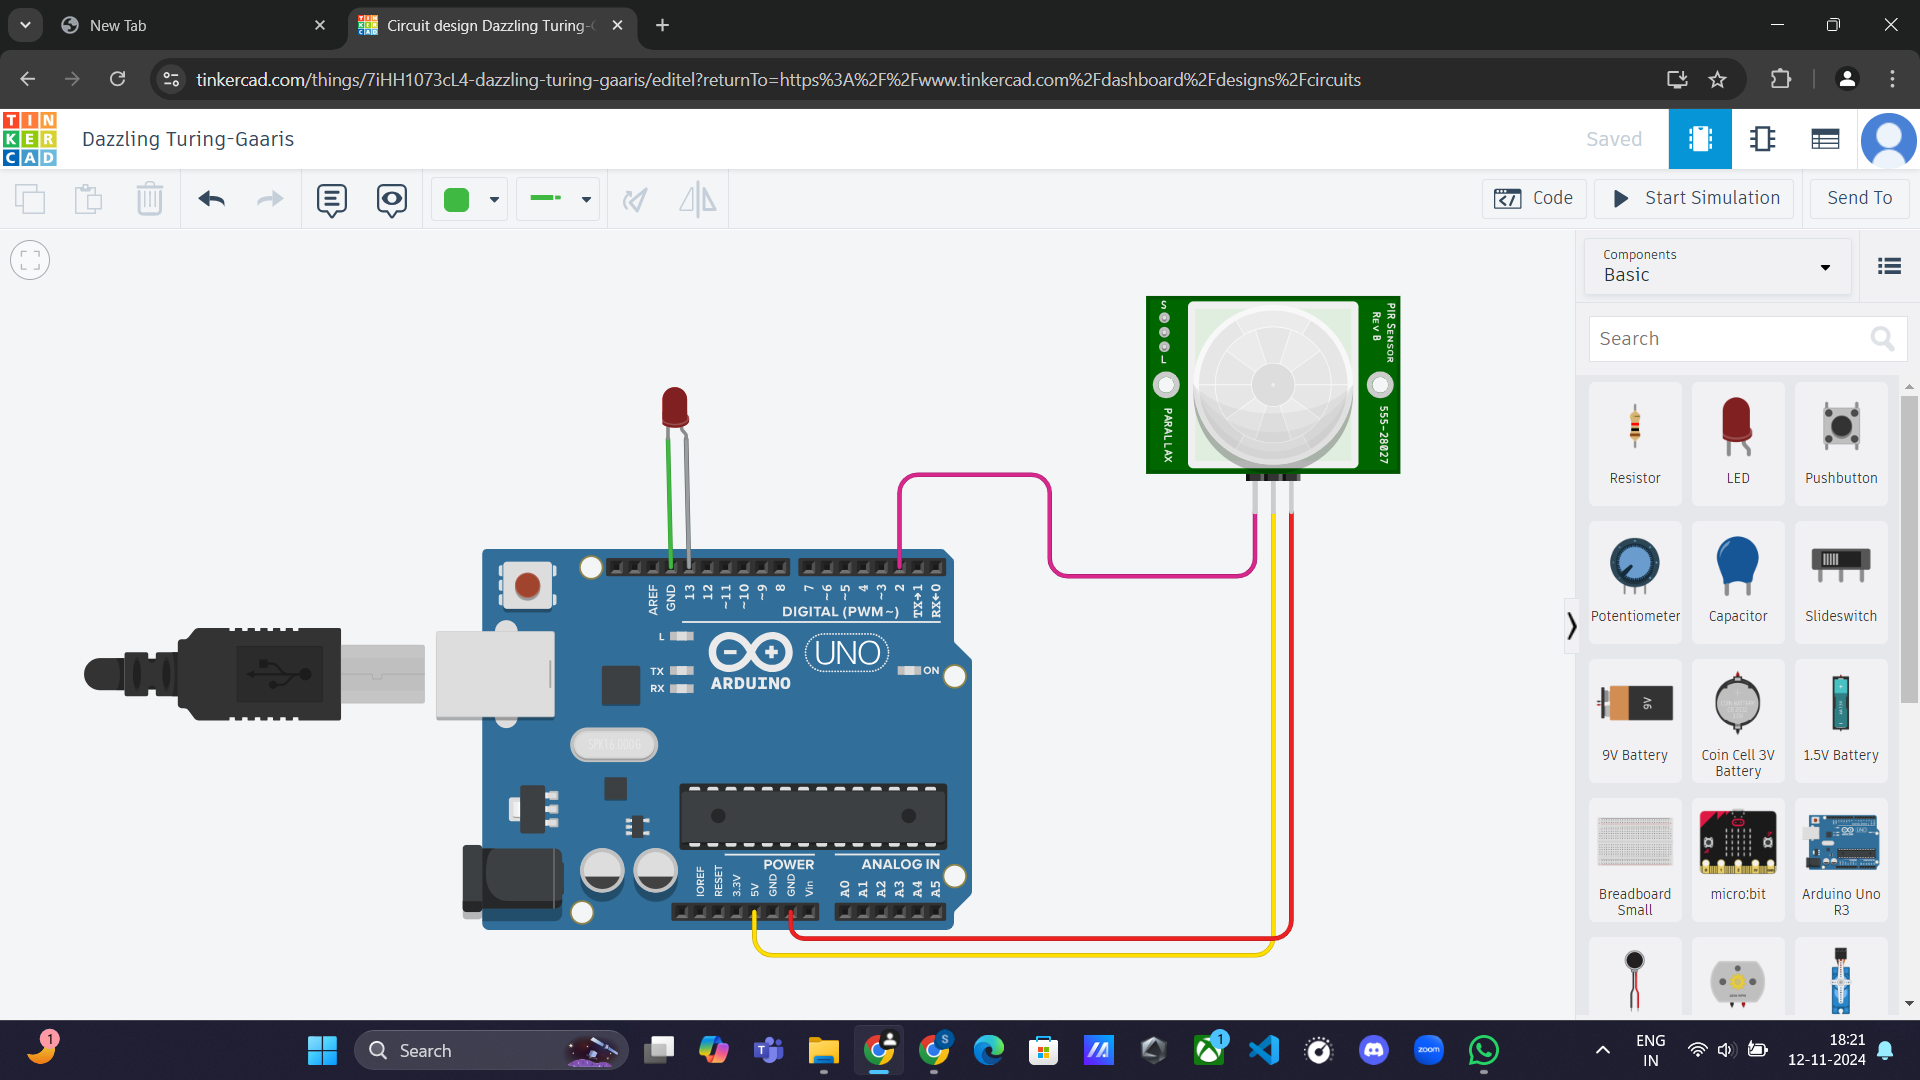 New Tab
Circuit design Dazzling Turing-
tinkercad.com/things/7iHH1073cL4-dazzling-turing-gaaris/editel?returnTo=https%3A%2F%2Fwww.tinkercad.com%2Fdashboard%2Fdesigns%2Fcircuits
TIN
KER
CAD
Dazzling Turing-Gaaris
Saved
Code
Start Simulation
Send To
Components
Basic
Search
Resistor
LED
Pushbutton
Potentiometer
Capacitor
Slideswitch
9V
9V Battery
Coin Cell 3V
Battery
1.5V Battery
Breadboard
Small
micro:bit
Arduino Uno
R3
S
L
PARALLAX
PIR SENSOR
REV B
555-28027
AREF
GND
13
12
~11
~10
~9
8
7
~6
~5
4
~3
2
TX→1
RX←0
DIGITAL (PWM~)
L
TX
RX
UNO
ARDUINO
ON
POWER
ANALOG IN
IOREF
RESET
3.3V
5V
GND
GND
Vin
A0
A1
A2
A3
A4
A5
1
Search
S
1
zoom
ENG
IN
18:21
12-11-2024